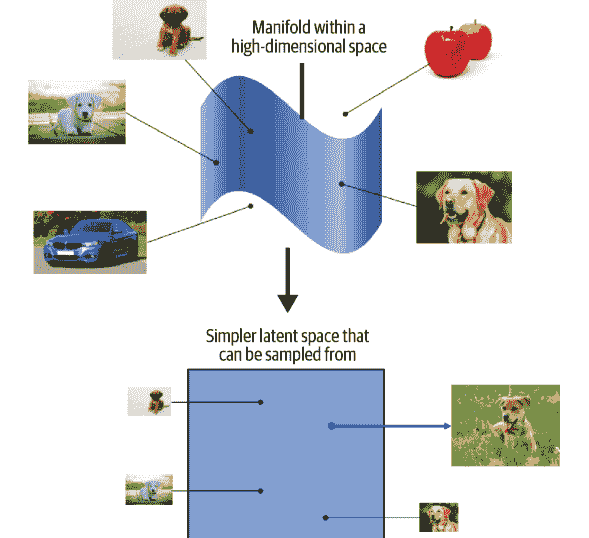 Manifold within a
high-dimensional space
Simpler latent space that
can be sampled from